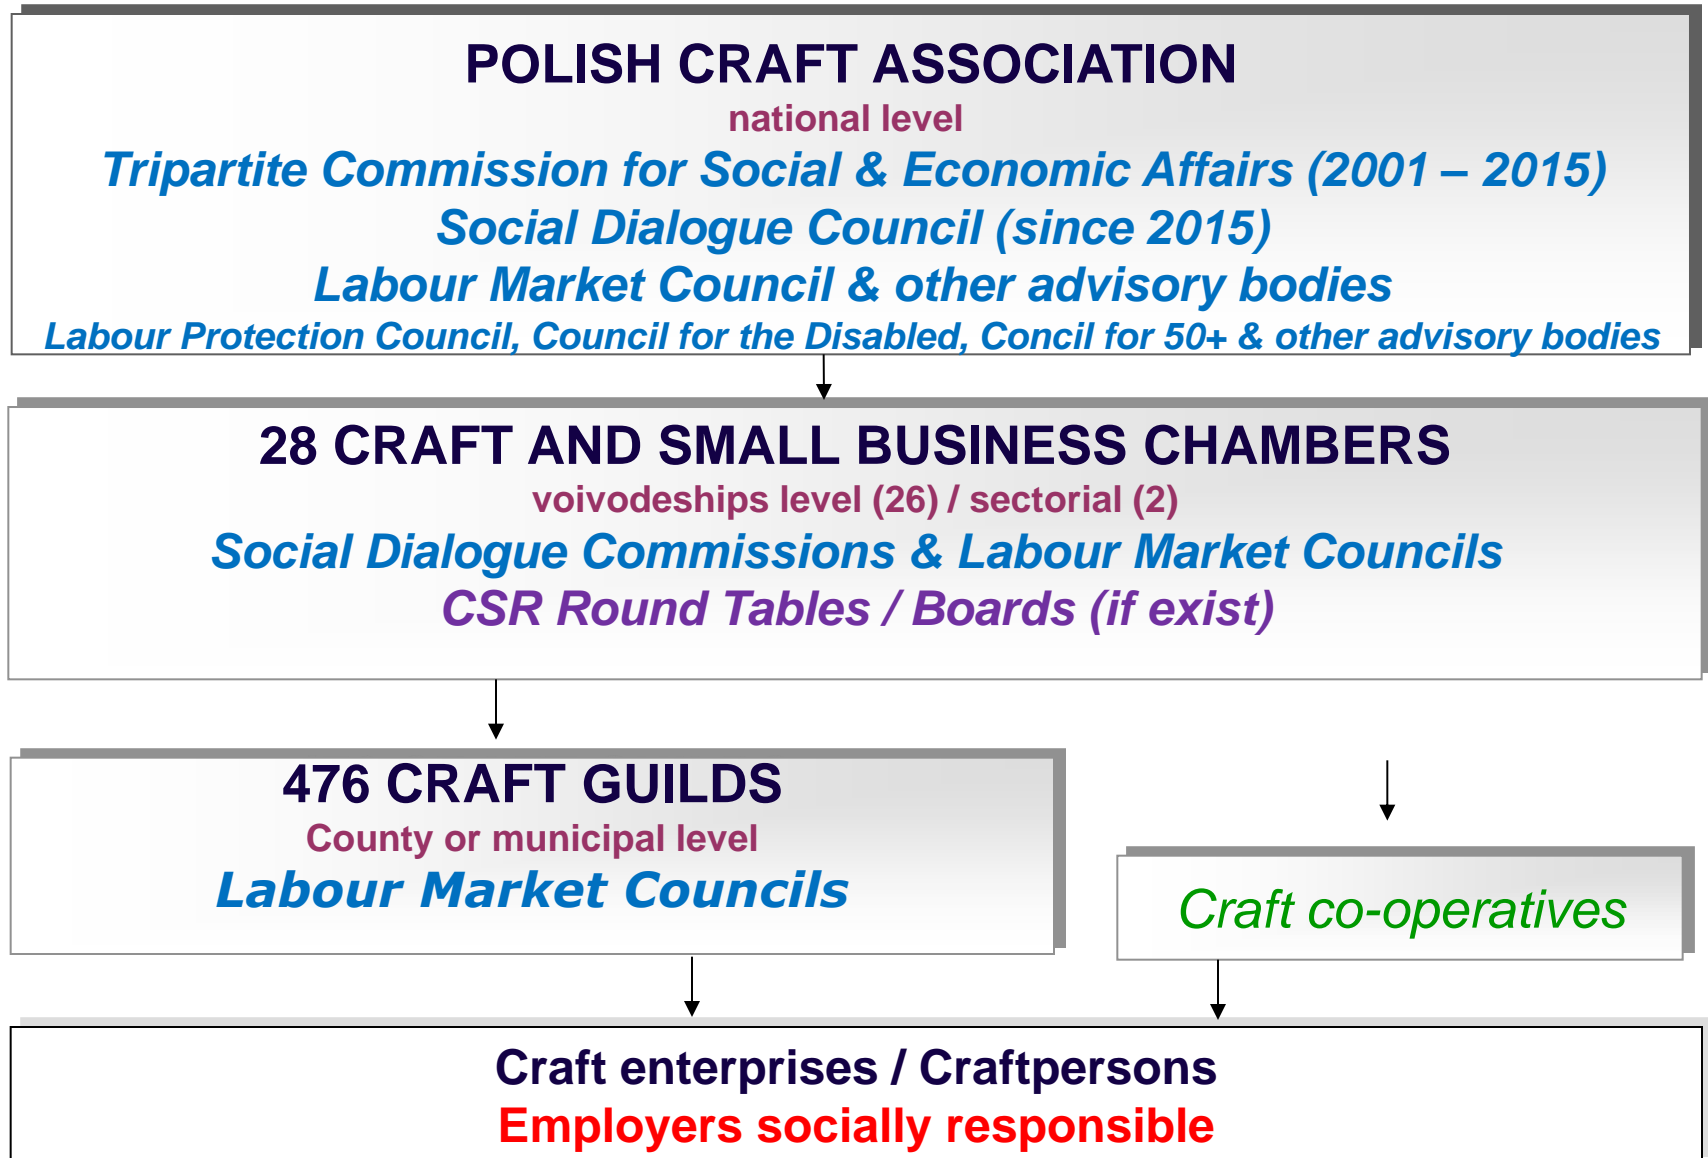 POLISH CRAFT ASSOCIATION
national level
Tripartite Commission for Social & Economic Affairs (2001 – 2015)
Social Dialogue Council (since 2015)
Labour Market Council & other advisory bodies
Labour Protection Council, Council for the Disabled, Concil for 50+ & other advisory bodies
28 CRAFT AND SMALL BUSINESS CHAMBERS
voivodeships level (26) / sectorial (2)
Social Dialogue Commissions & Labour Market Councils
CSR Round Tables / Boards (if exist)
476 CRAFT GUILDS
County or municipal level
Labour Market Councils
Craft co-operatives
Craft enterprises / Craftpersons
Employers socially responsible